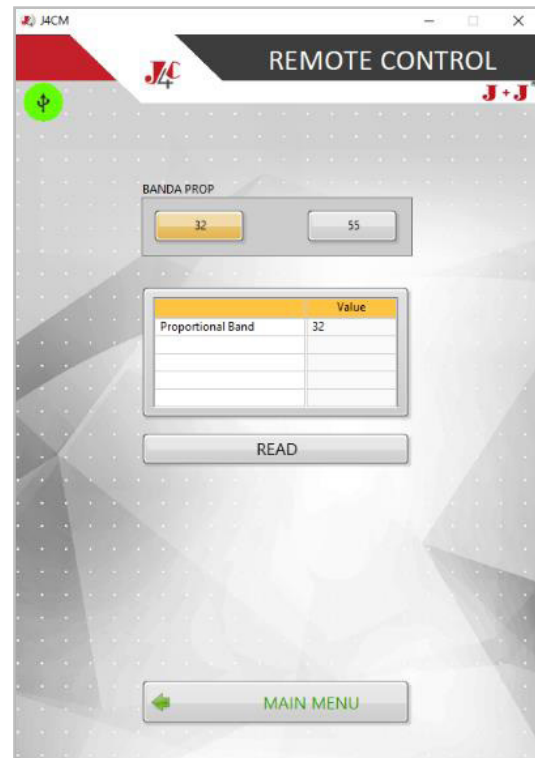 J4CM
REMOTE CONTROL
J4C
J+J
BANDA PROP
32 55
Value
Proportional Band 32
READ
MAIN MENU